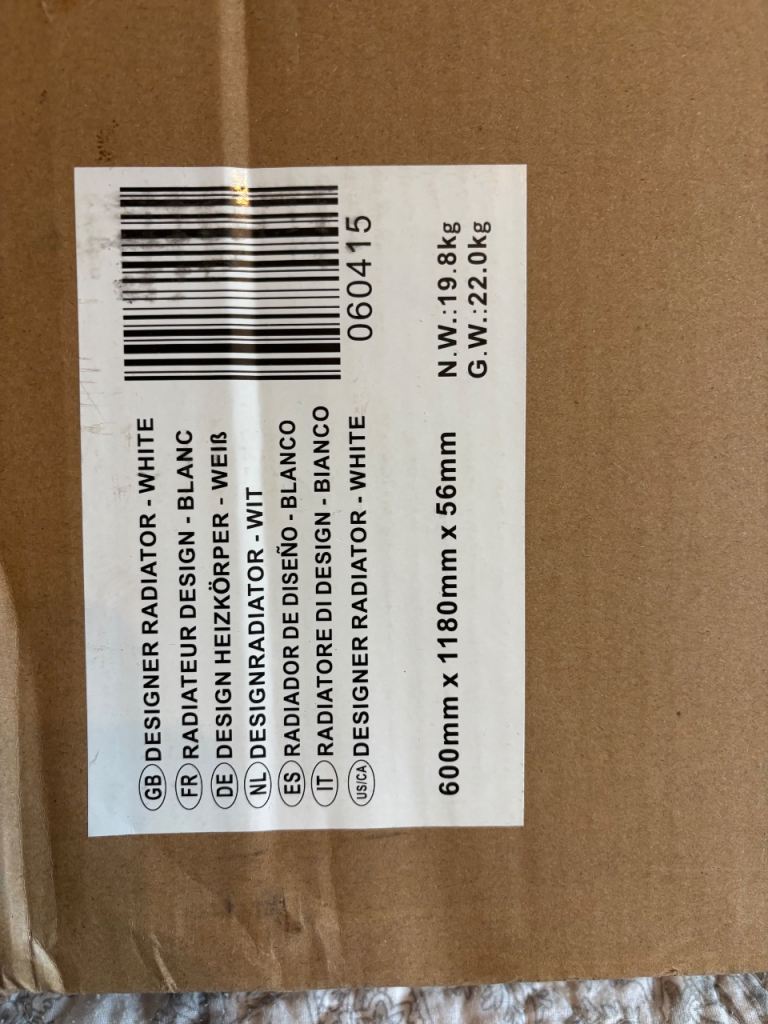 GB DESIGNER RADIATOR - WHITE
FR RADIATEUR DESIGN - BLANC
DE DESIGN HEIZKÖRPER - WEIß
NL DESIGNRADIATOR - WIT
ES RADIADOR DE DISEÑO - BLANCO
IT RADIATORE DI DESIGN - BIANCO
US/CA DESIGNER RADIATOR - WHITE
060415
600mm x 1180mm x 56mm
N.W.:19.8kg
G.W.:22.0kg